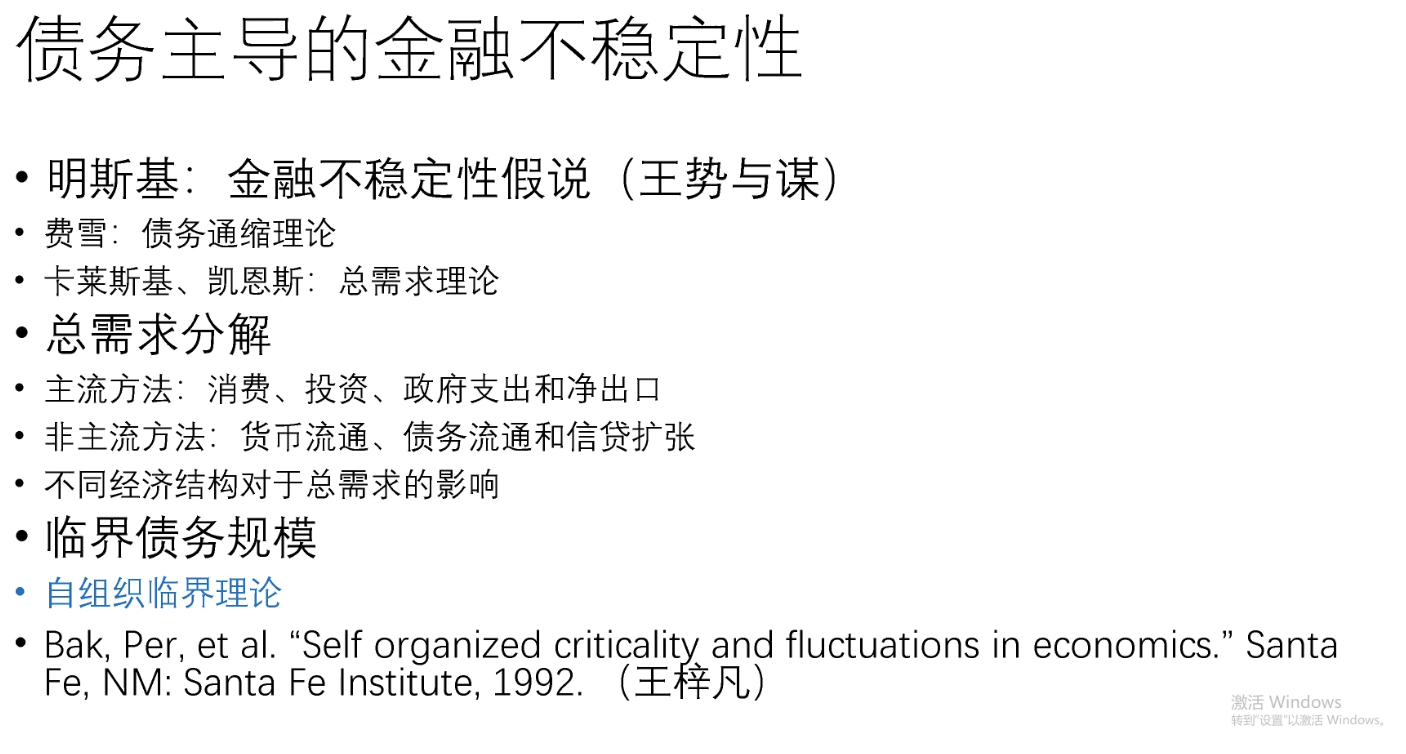 债务主导的金融不稳定性
• 明斯基：金融不稳定性假说（王势与谋）
• 费雪：债务通缩理论
• 卡莱斯基、凯恩斯：总需求理论
• 总需求分解
• 主流方法：消费、投资、政府支出和净出口
• 非主流方法：货币流通、债务流通和信贷扩张
• 不同经济结构对于总需求的影响
• 临界债务规模
• 自组织临界理论
• Bak, Per, et al. “Self organized criticality and fluctuations in economics.” Santa
Fe, NM: Santa Fe Institute, 1992. （王梓凡）
激活 Windows
转到“设置”以激活 Windows。